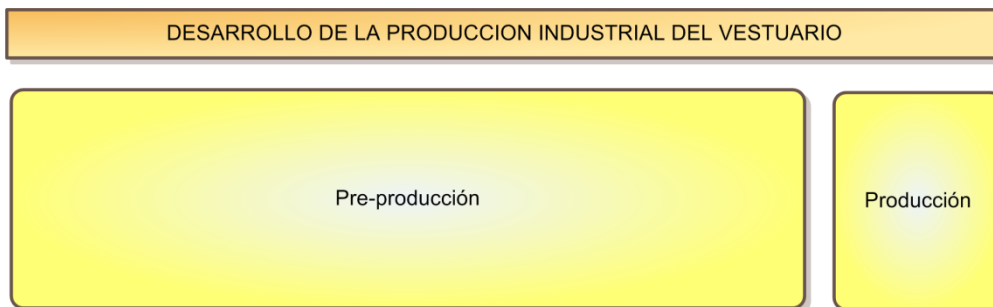 DESARROLLO DE LA PRODUCCION INDUSTRIAL DEL VESTUARIO
Pre-producción
Producción